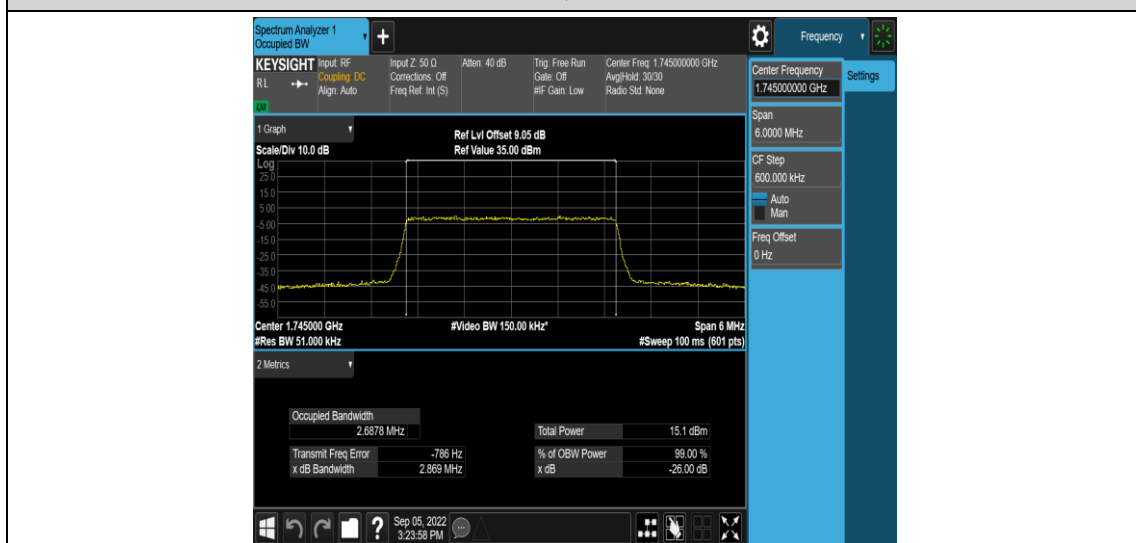 Spectrum Analyzer 1
Occupied BW
+
Frequency
KEYSIGHT
RL
LW
Input: RF
Coupling: DC
Align: Auto
Input Z: 50 Ω
Corrections: Off
Freq Ref: Int (S)
Atten: 40 dB
Trig: Free Run
Gate: Off
#IF Gain: Low
Center Freq: 1.745000000 GHz
Avg|Hold: 30/30
Radio Std: None
Center Frequency
1.745000000 GHz
Settings
Span
6.0000 MHz
CF Step
600.000 kHz
Auto
Man
Freq Offset
0 Hz
1 Graph
Ref Lvl Offset 9.05 dB
Scale/Div 10.0 dB
Ref Value 35.00 dBm
Log
25.0
15.0
5.00
-5.00
-15.0
-25.0
-35.0
-45.0
-55.0
Center 1.745000 GHz
#Video BW 150.00 kHz*
Span 6 MHz
#Res BW 51.000 kHz
#Sweep 100 ms (601 pts)
2 Metrics
Occupied Bandwidth
2.6878 MHz
Total Power 15.1 dBm
Transmit Freq Error -786 Hz
% of OBW Power 99.00 %
x dB Bandwidth 2.869 MHz
x dB -26.00 dB
?
Sep 05, 2022
3:23:58 PM